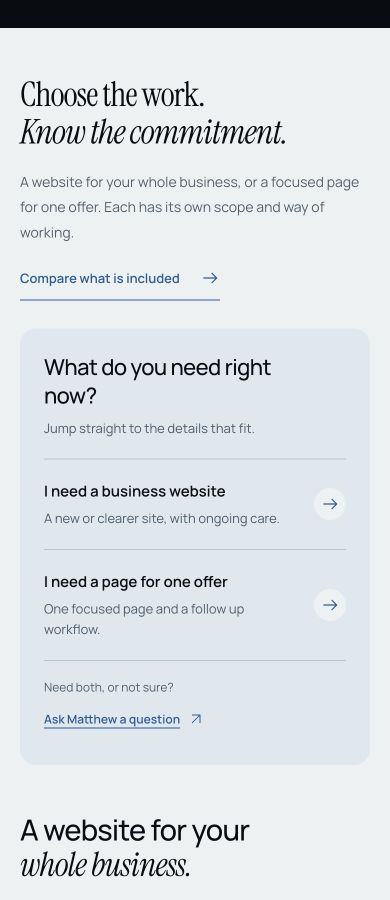 Choose the work.
Know the commitment.
A website for your whole business, or a focused page
for one offer. Each has its own scope and way of
working.
Compare what is included
What do you need right
now?
Jump straight to the details that fit.
I need a business website
A new or clearer site, with ongoing care.
I need a page for one offer
One focused page and a follow up
workflow.
Need both, or not sure?
Ask Matthew a question
A website for your
whole business.